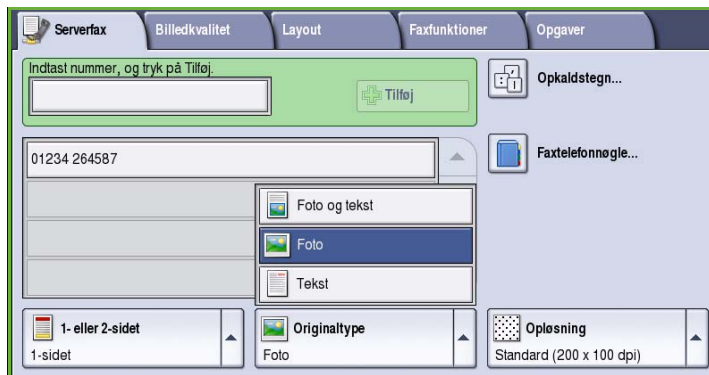 Serverfax
Billedkvalitet
Layout
Faxfunktioner
Opgaver
Indtast nummer, og tryk på Tilføj.
Tilføj
Opkaldstegn...
01234 264587
Faxtelefonnøgle...
Foto og tekst
Foto
Tekst
1- eller 2-sidet
1-sidet
Originaltype
Foto
Opløsning
Standard (200 x 100 dpi)